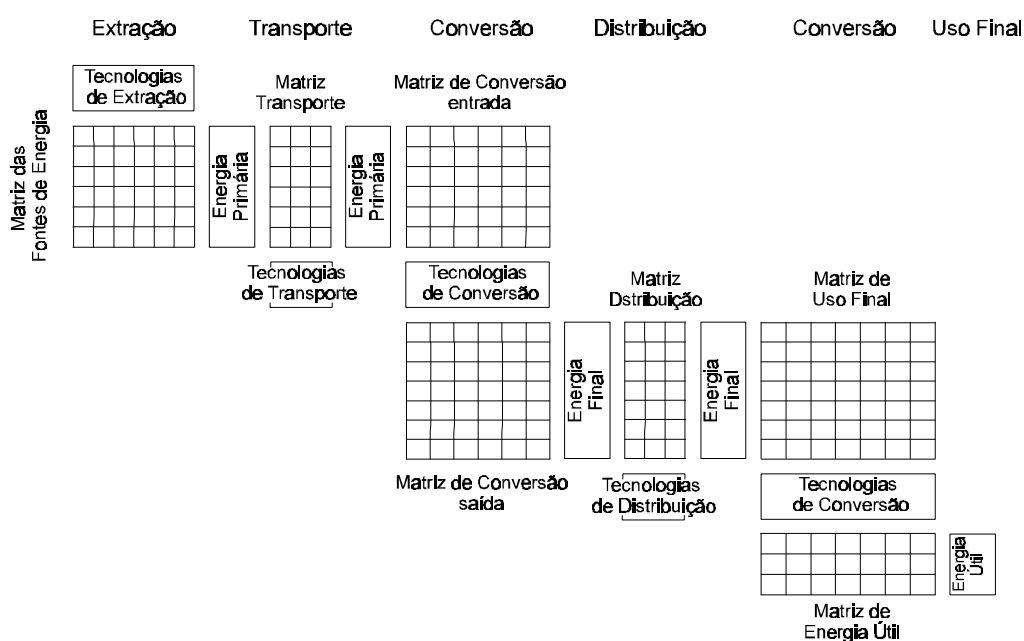 Extração Transporte Conversão Distribuição Conversão Uso Final
Tecnologias
de Extração
Matriz
Transporte
Matriz de Conversão
entrada
Matriz das
Fontes de Energia
Energia
Primária
Energia
Primária
Tecnologias
de Transporte
Tecnologias
de Conversão
Matriz
Dstribuição
Matriz de
Uso Final
Energia
Final
Energia
Final
Matriz de Conversão
saída
Tecnologias
de Distribuição
Tecnologias
de Conversão
Energia
Útil
Matriz de
Energia Útil